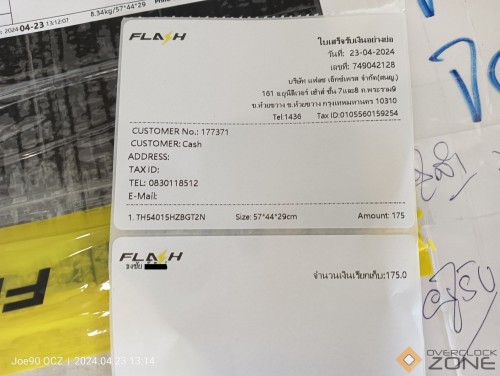 8.34kg/57*44*29
2024-04-23 13:12:07
FLASH
ใบเสร็จรับเงินอย่างย่อ
วันที่: 23-04-2024
เลขที่: 749042128
บริษัท แฟลช เอ็กซ์เพรส จำกัด(สนญ.)
161 อ.ยูนิลีเวอร์ เฮ้าส์ ชั้น 7และ8 ถ.พระราม9
ข.ห้วยขวาง ข.ห้วยขวาง กรุงเทพมหานคร 10310
Tel:1436 Tax ID:0105560159254
CUSTOMER No.: 177371
CUSTOMER: Cash
ADDRESS:
TAX ID:
TEL: 0830118512
E-Mail:
1. TH54015HZBGT2N Size: 57*44*29cm Amount: 175
FLASH
จำนวนเงินเรียกเก็บ:175.0
Joe90 OCZ | 2024.04.23 13:14
OVERCLOCK
ZONE